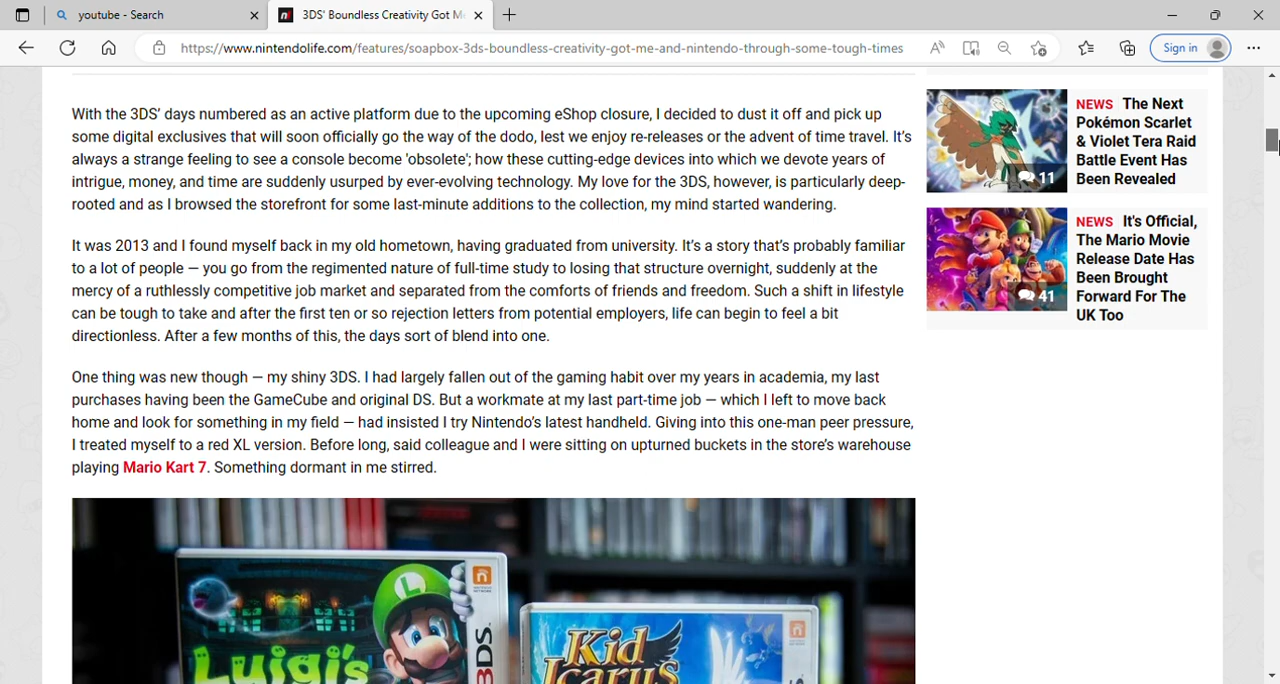 youtube - Search
3DS' Boundless Creativity Got Me
https://www.nintendolife.com/features/soapbox-3ds-boundless-creativity-got-me-and-nintendo-through-some-tough-times
Sign in
With the 3DS’ days numbered as an active platform due to the upcoming eShop closure, I decided to dust it off and pick up
some digital exclusives that will soon officially go the way of the dodo, lest we enjoy re-releases or the advent of time travel. It’s
always a strange feeling to see a console become 'obsolete'; how these cutting-edge devices into which we devote years of
intrigue, money, and time are suddenly usurped by ever-evolving technology. My love for the 3DS, however, is particularly deep-
rooted and as I browsed the storefront for some last-minute additions to the collection, my mind started wandering.
It was 2013 and I found myself back in my old hometown, having graduated from university. It’s a story that’s probably familiar
to a lot of people — you go from the regimented nature of full-time study to losing that structure overnight, suddenly at the
mercy of a ruthlessly competitive job market and separated from the comforts of friends and freedom. Such a shift in lifestyle
can be tough to take and after the first ten or so rejection letters from potential employers, life can begin to feel a bit
directionless. After a few months of this, the days sort of blend into one.
One thing was new though — my shiny 3DS. I had largely fallen out of the gaming habit over my years in academia, my last
purchases having been the GameCube and original DS. But a workmate at my last part-time job — which I left to move back
home and look for something in my field — had insisted I try Nintendo’s latest handheld. Giving into this one-man peer pressure,
I treated myself to a red XL version. Before long, said colleague and I were sitting on upturned buckets in the store’s warehouse
playing Mario Kart 7. Something dormant in me stirred.
NEWS The Next
Pokémon Scarlet
& Violet Tera Raid
Battle Event Has
Been Revealed
11
NEWS It's Official,
The Mario Movie
Release Date Has
Been Brought
Forward For The
UK Too
41
Luigi's
3DS
Kid
Icarus